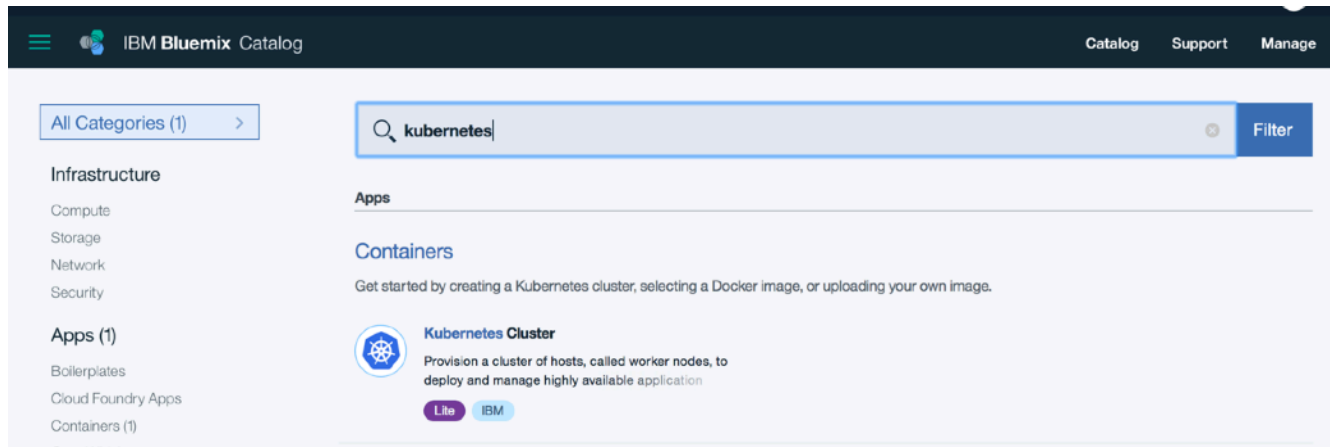 IBM Bluemix Catalog
Catalog Support Manage
All Categories (1)
kubernetes
Filter
Infrastructure
Compute
Storage
Network
Security
Apps (1)
Boilerplates
Cloud Foundry Apps
Containers (1)
Apps
Containers
Get started by creating a Kubernetes cluster, selecting a Docker image, or uploading your own image.
Kubernetes Cluster
Provision a cluster of hosts, called worker nodes, to
deploy and manage highly available application
Lite IBM